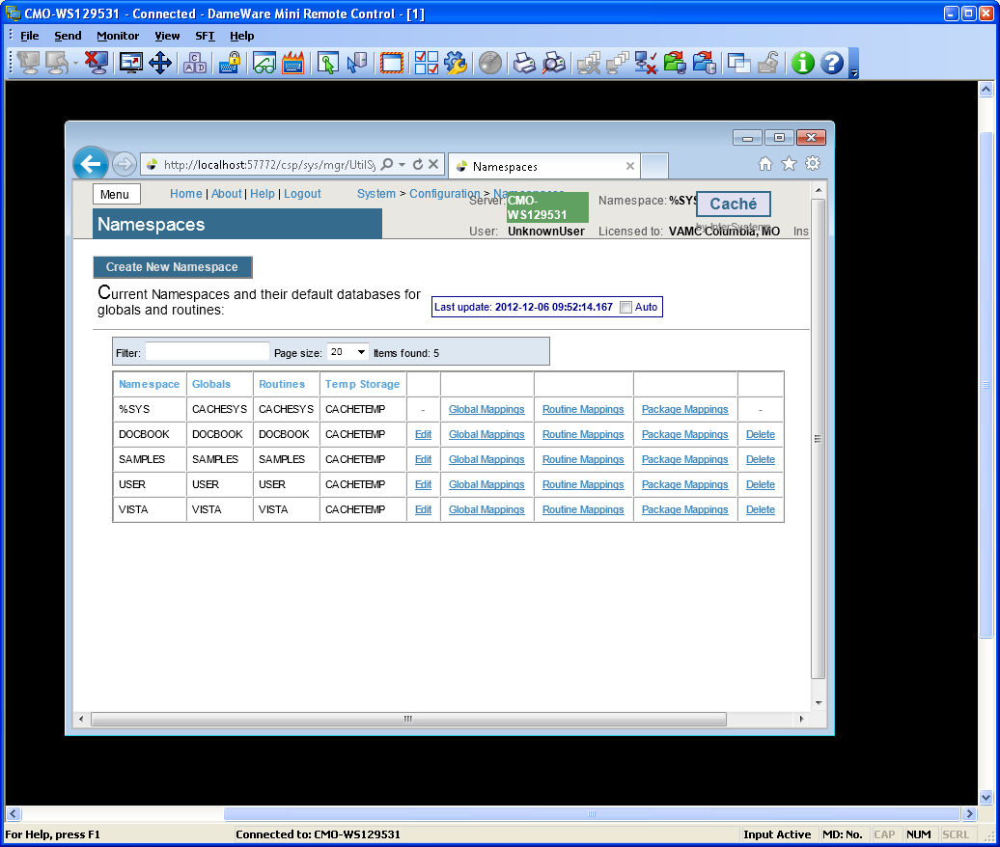 CMO-WS129531 - Connected - DameWare Mini Remote Control - [1]
File Send Monitor View SFT Help
http://localhost:57772/csp/sys/mgr/UtilSy
Namespaces
Menu
Home | About | Help | Logout
System > Configuration > Namespaces
Server: CMO-WS129531
Namespace: %SYS
Caché
by InterSystems
Namespaces
User: UnknownUser
Licensed to: VAMC Columbia, MO
Ins
Create New Namespace
Current Namespaces and their default databases for
globals and routines:
Last update: 2012-12-06 09:52:14.167 Auto
Filter: Page size: 20 Items found: 5
Namespace Globals Routines Temp Storage
%SYS CACHESYS CACHESYS CACHETEMP - Global Mappings Routine Mappings Package Mappings -
DOCBOOK DOCBOOK DOCBOOK CACHETEMP Edit Global Mappings Routine Mappings Package Mappings Delete
SAMPLES SAMPLES SAMPLES CACHETEMP Edit Global Mappings Routine Mappings Package Mappings Delete
USER USER USER CACHETEMP Edit Global Mappings Routine Mappings Package Mappings Delete
VISTA VISTA VISTA CACHETEMP Edit Global Mappings Routine Mappings Package Mappings Delete
For Help, press F1
Connected to: CMO-WS129531
Input Active MD: No. CAP NUM SCRL